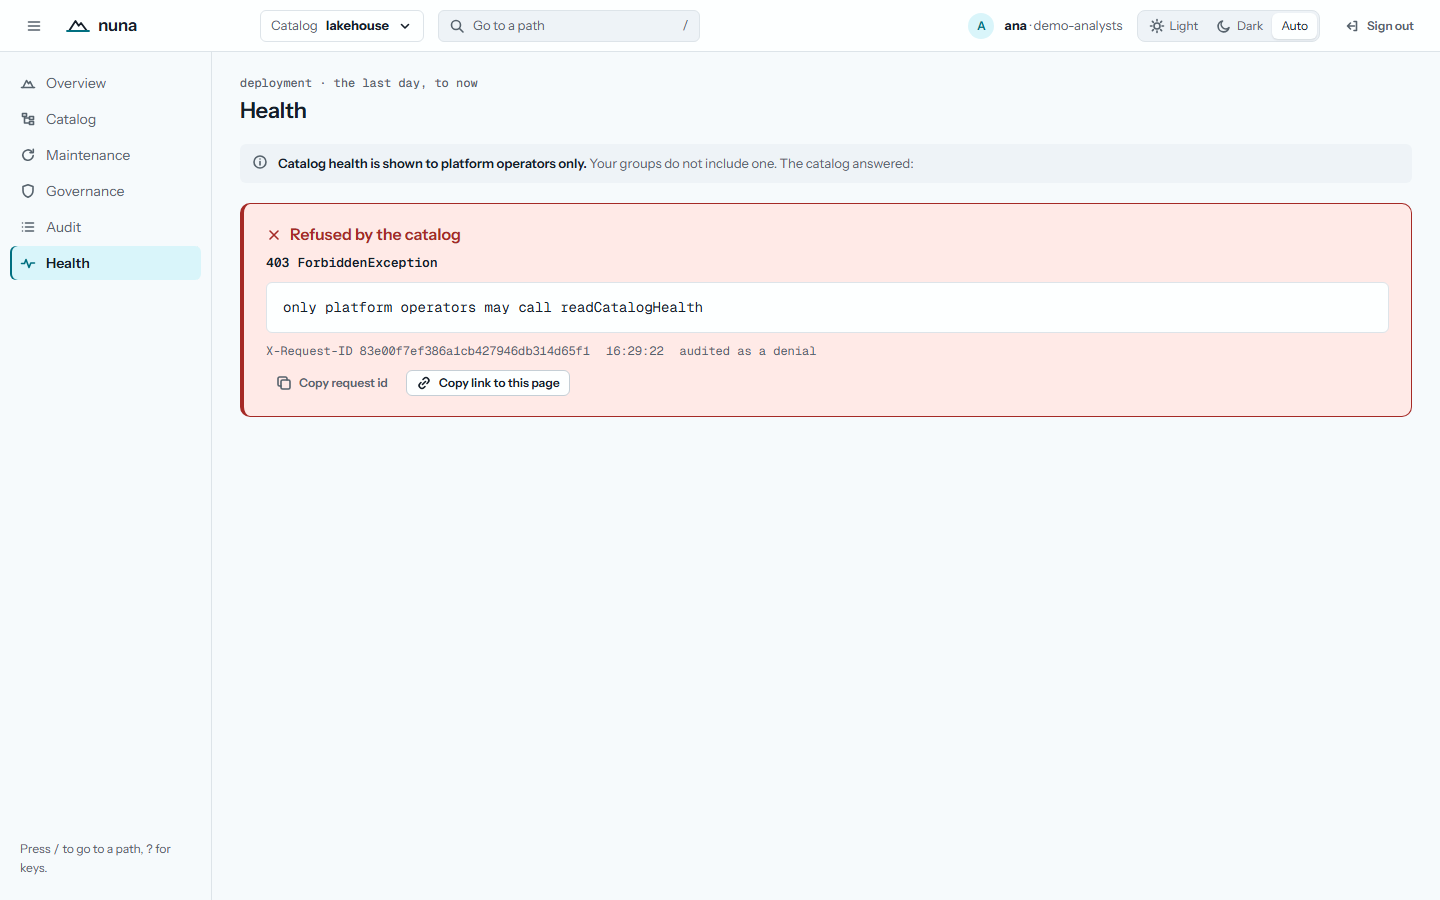 nuna
Catalog lakehouse
Go to a path /
A ana · demo-analysts
Light Dark Auto
Sign out
Overview
Catalog
Maintenance
Governance
Audit
Health
Press / to go to a path, ? for
keys.
deployment · the last day, to now
Health
Catalog health is shown to platform operators only. Your groups do not include one. The catalog answered:
Refused by the catalog
403 ForbiddenException
only platform operators may call readCatalogHealth
X-Request-ID 83e00f7ef386a1cb427946db314d65f1 16:29:22 audited as a denial
Copy request id Copy link to this page